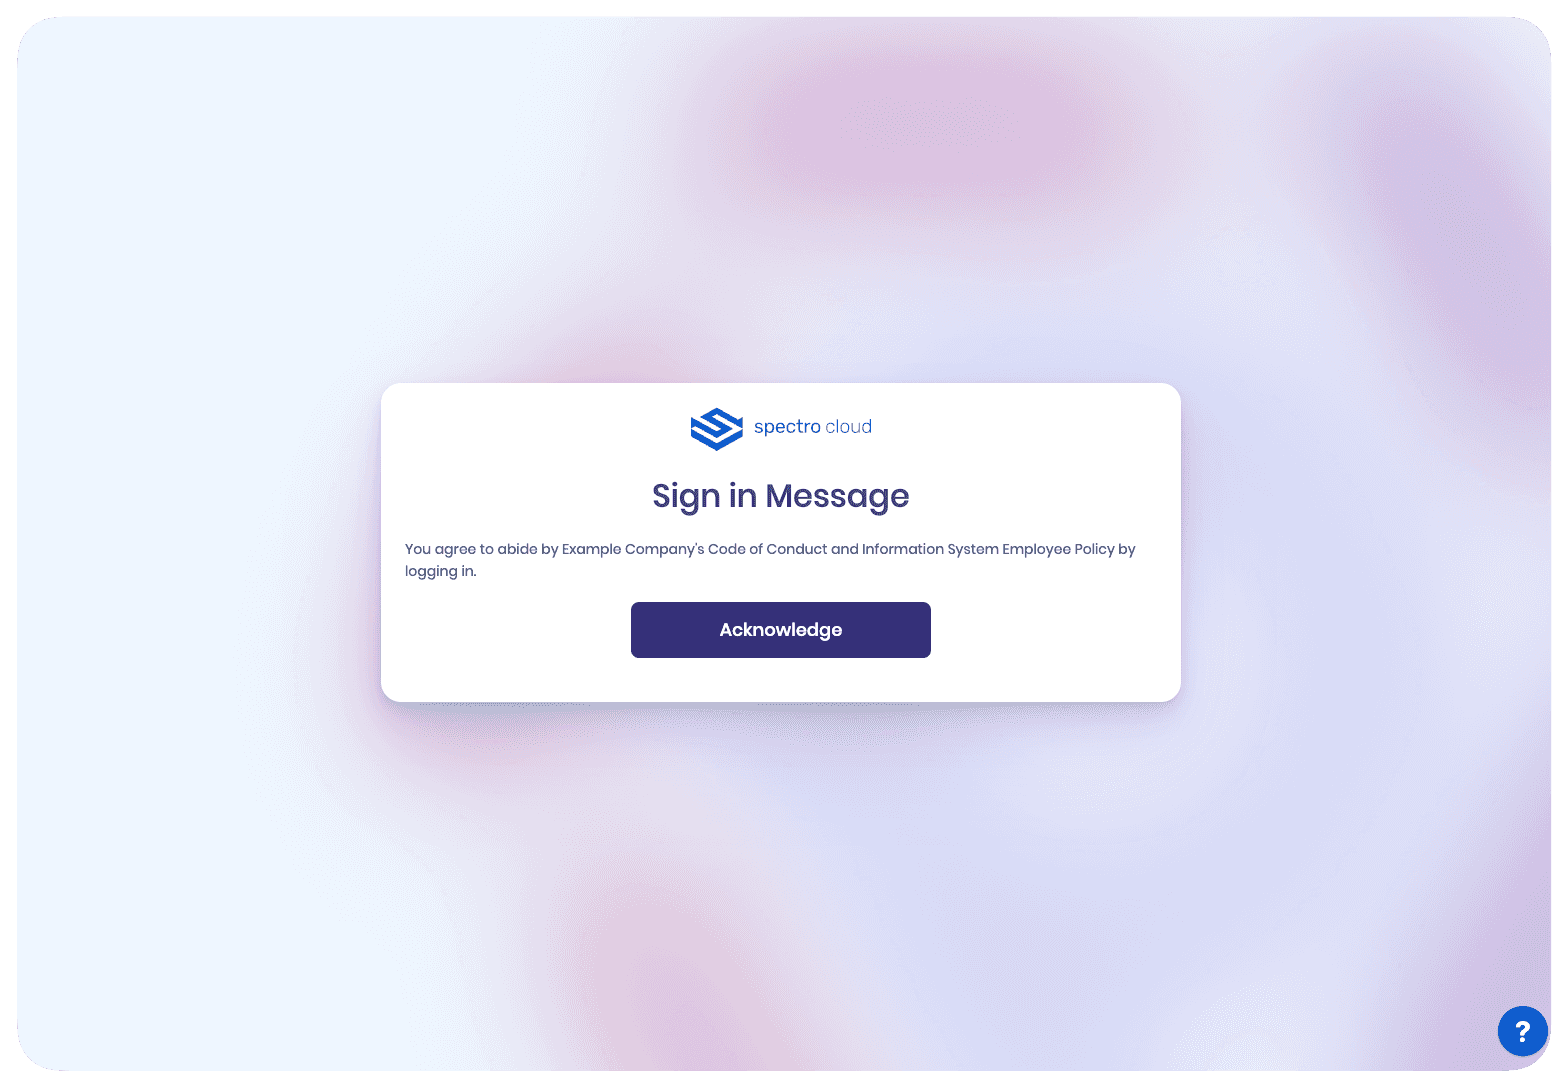 spectro cloud
Sign in Message
You agree to abide by Example Company's Code of Conduct and Information System Employee Policy by
logging in.
Acknowledge
?